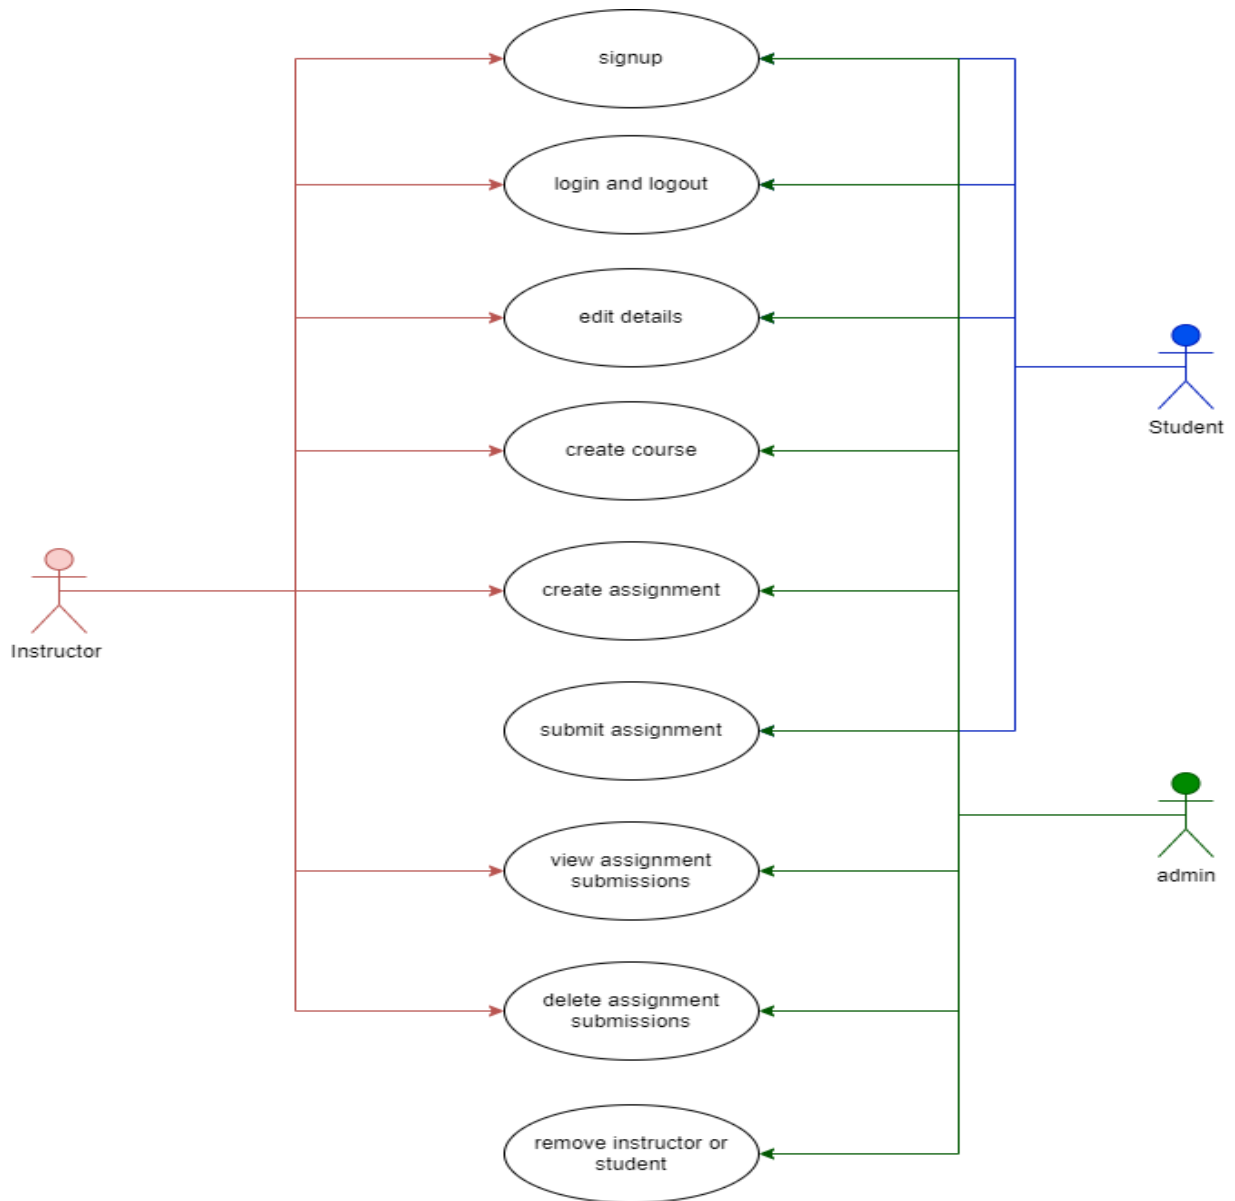 signup
login and logout
edit details
create course
Student
create assignment
Instructor
submit assignment
view assignment
submissions
admin
delete assignment
submissions
remove instructor or
student